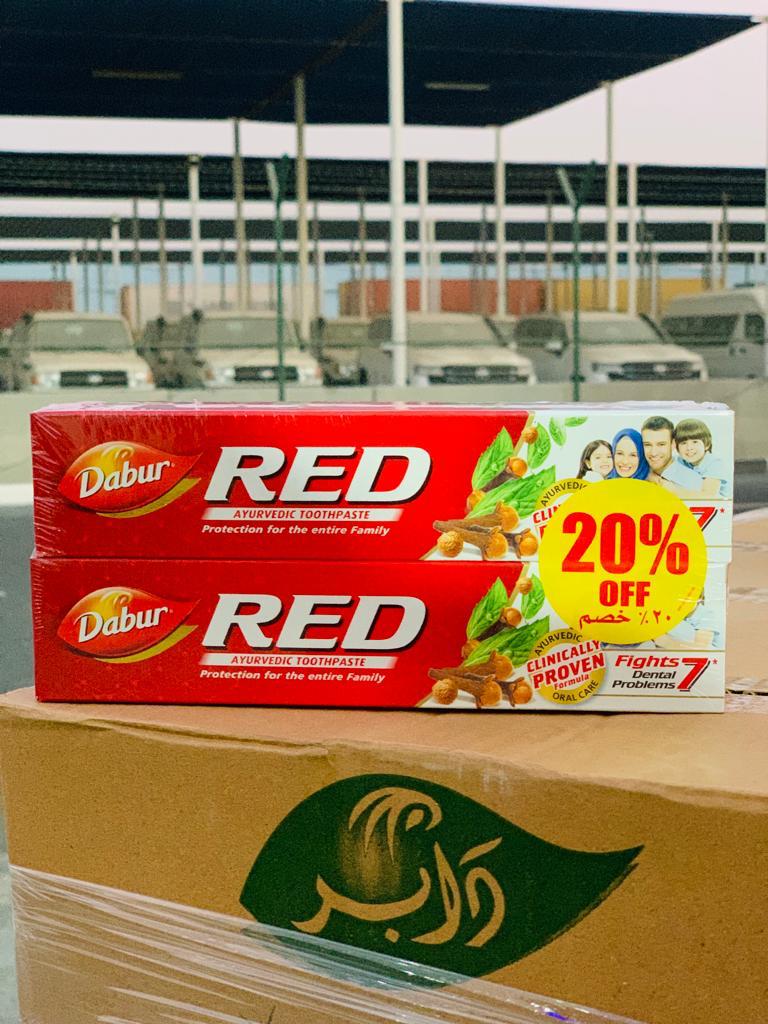 Dabur
RED
AYURVEDIC TOOTHPASTE
Protection for the entire Family
AYURVEDIC
7*
20%
OFF
٪٢٠ خصم
Dabur
RED
AYURVEDIC TOOTHPASTE
Protection for the entire Family
AYURVEDIC
CLINICALLY
PROVEN
Formula
ORAL CARE
Fights
Dental
Problems
7*
دابر